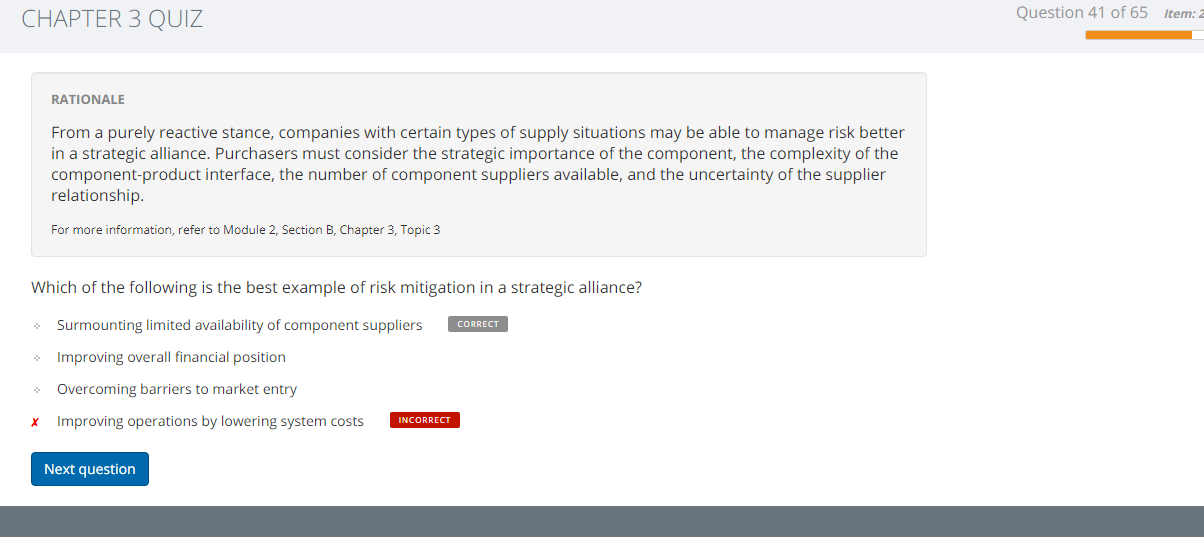 CHAPTER 3 QUIZ
Question 41 of 65 Item: 2
RATIONALE
From a purely reactive stance, companies with certain types of supply situations may be able to manage risk better
in a strategic alliance. Purchasers must consider the strategic importance of the component, the complexity of the
component-product interface, the number of component suppliers available, and the uncertainty of the supplier
relationship.
For more information, refer to Module 2, Section B, Chapter 3, Topic 3
Which of the following is the best example of risk mitigation in a strategic alliance?
Surmounting limited availability of component suppliers CORRECT
Improving overall financial position
Overcoming barriers to market entry
✗ Improving operations by lowering system costs INCORRECT
Next question